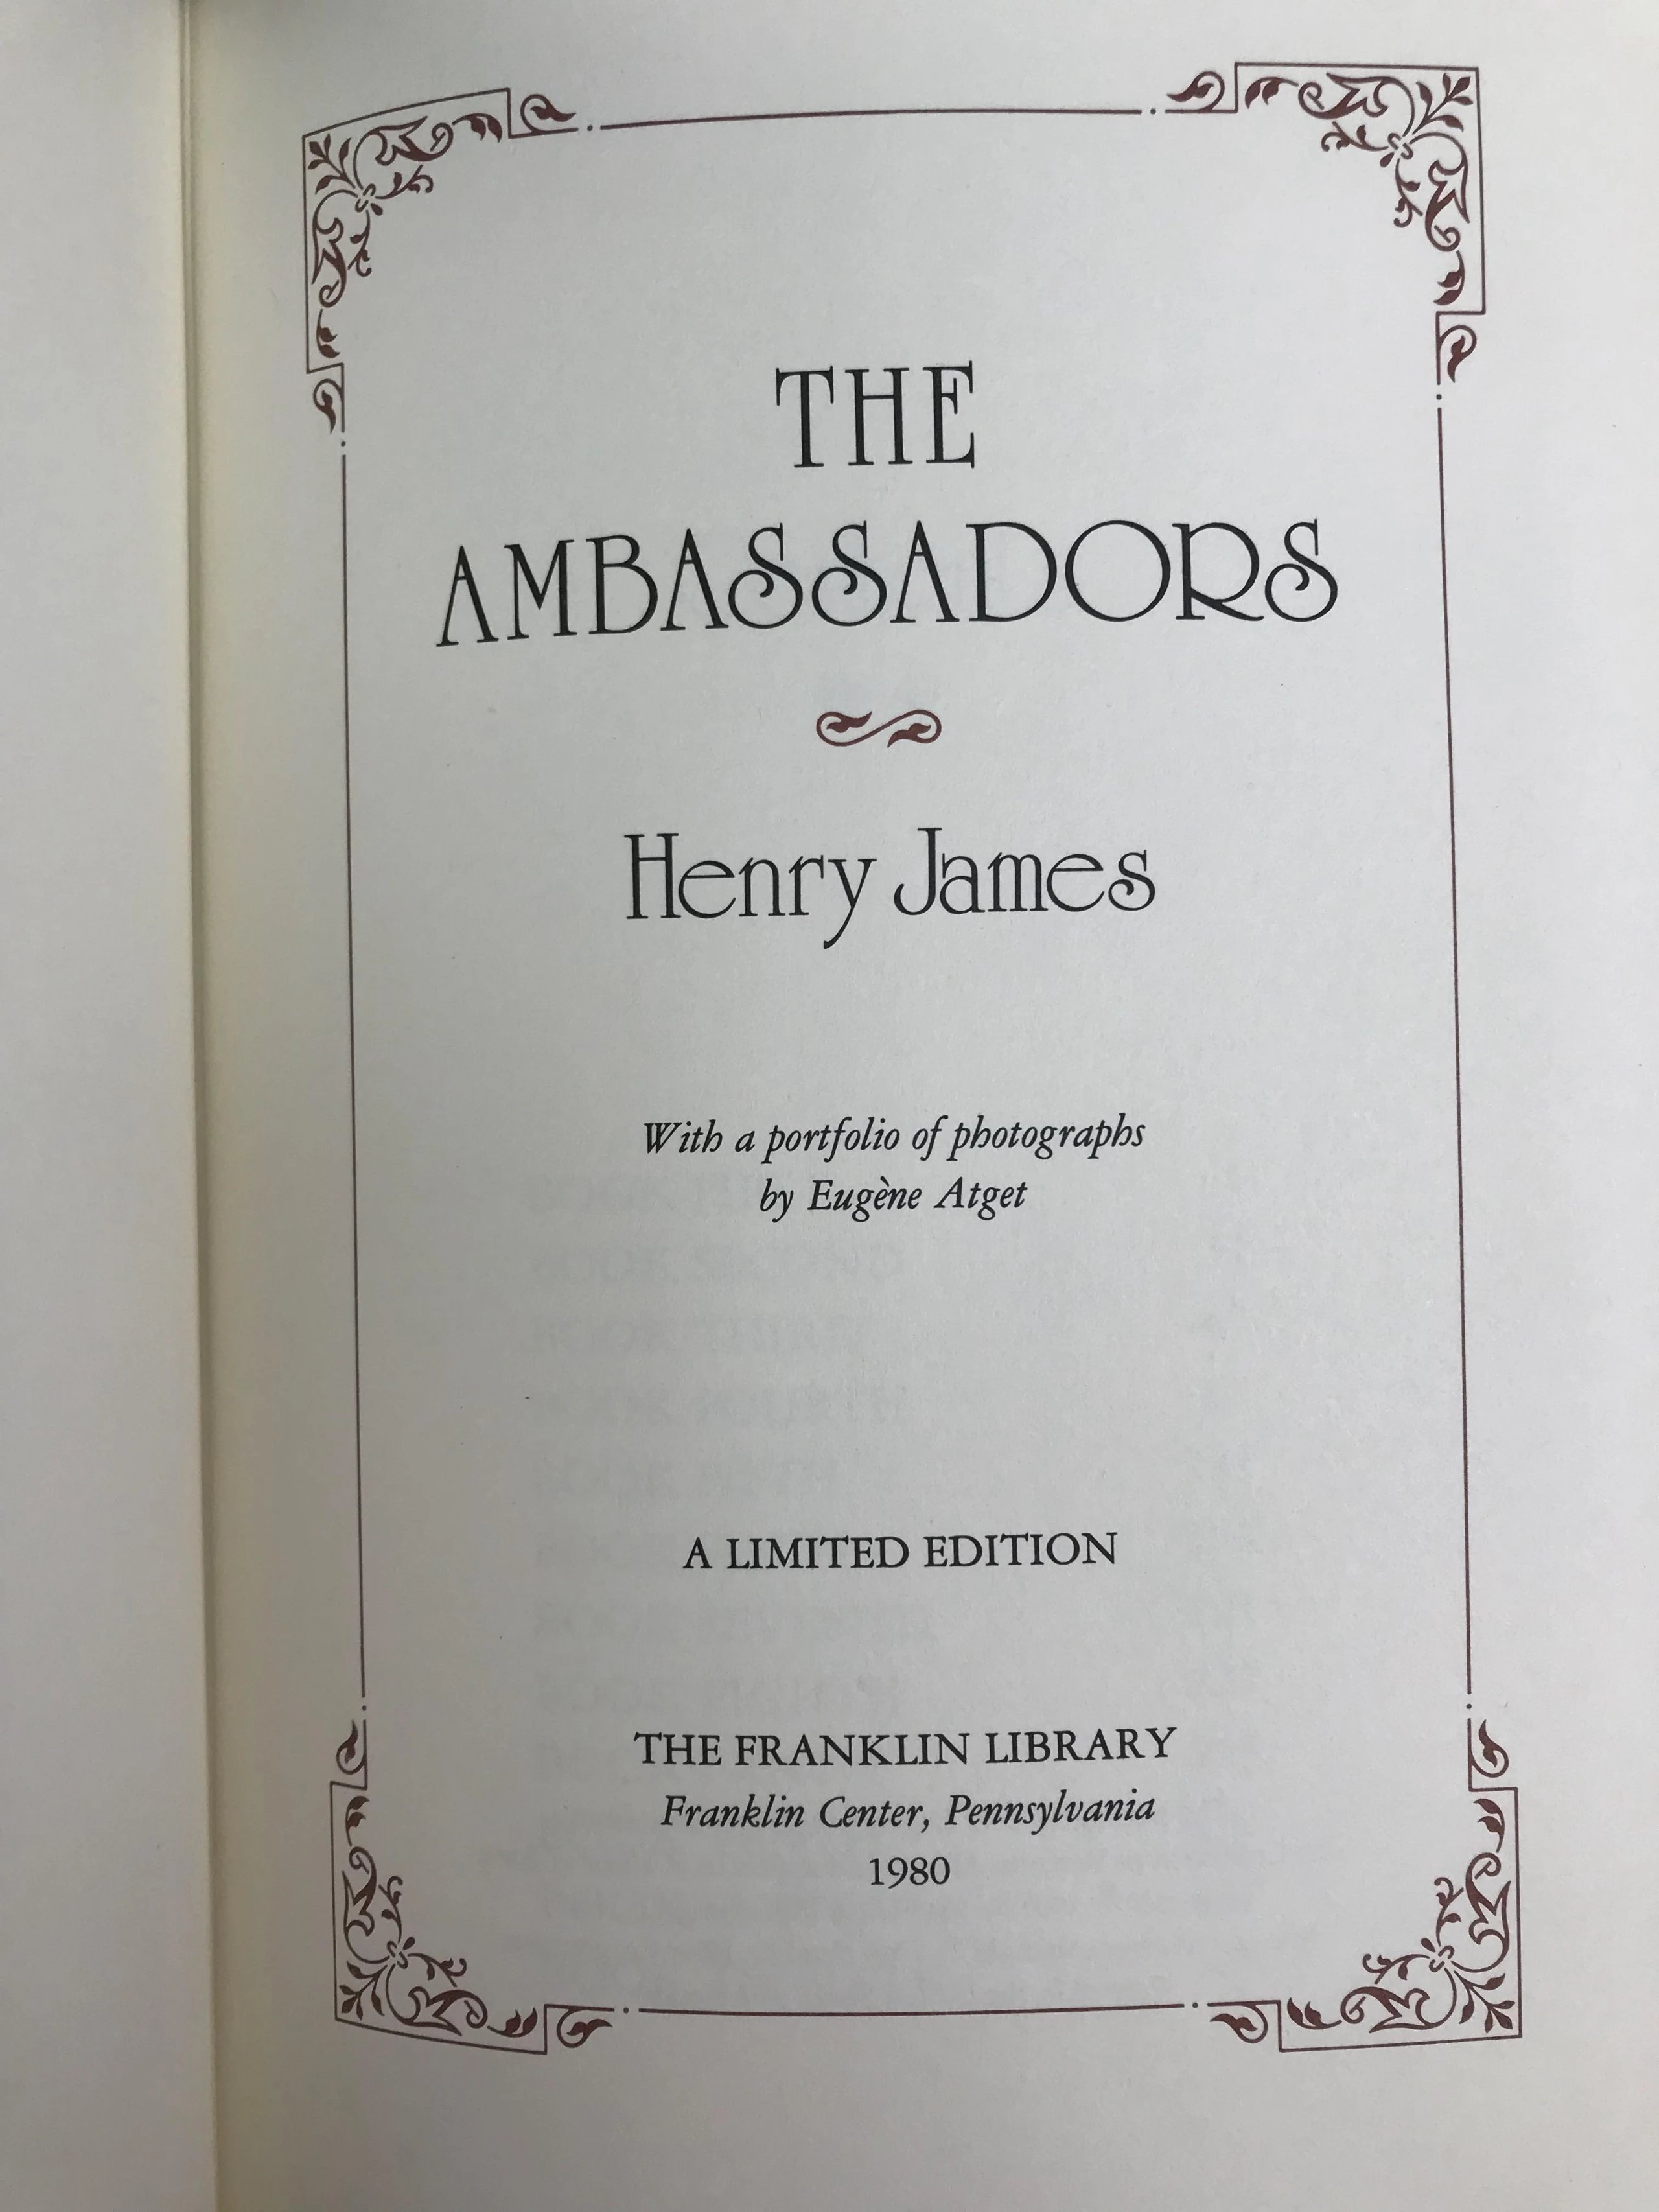 THE
AMBASSADORS
Henry James
With a portfolio of photographs
by Eugène Atget
A LIMITED EDITION
THE FRANKLIN LIBRARY
Franklin Center, Pennsylvania
1980